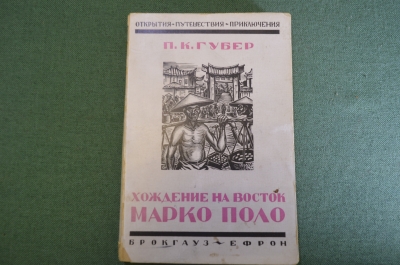 ОТКРЫТИЯ • ПУТЕШЕСТВИЯ • ПРИКЛЮЧЕНИЯ
П. К. ГУБЕР
ХОЖДЕНИЕ НА ВОСТОК
МАРКО ПОЛО
БРОКГАУЗ – ЕФРОН